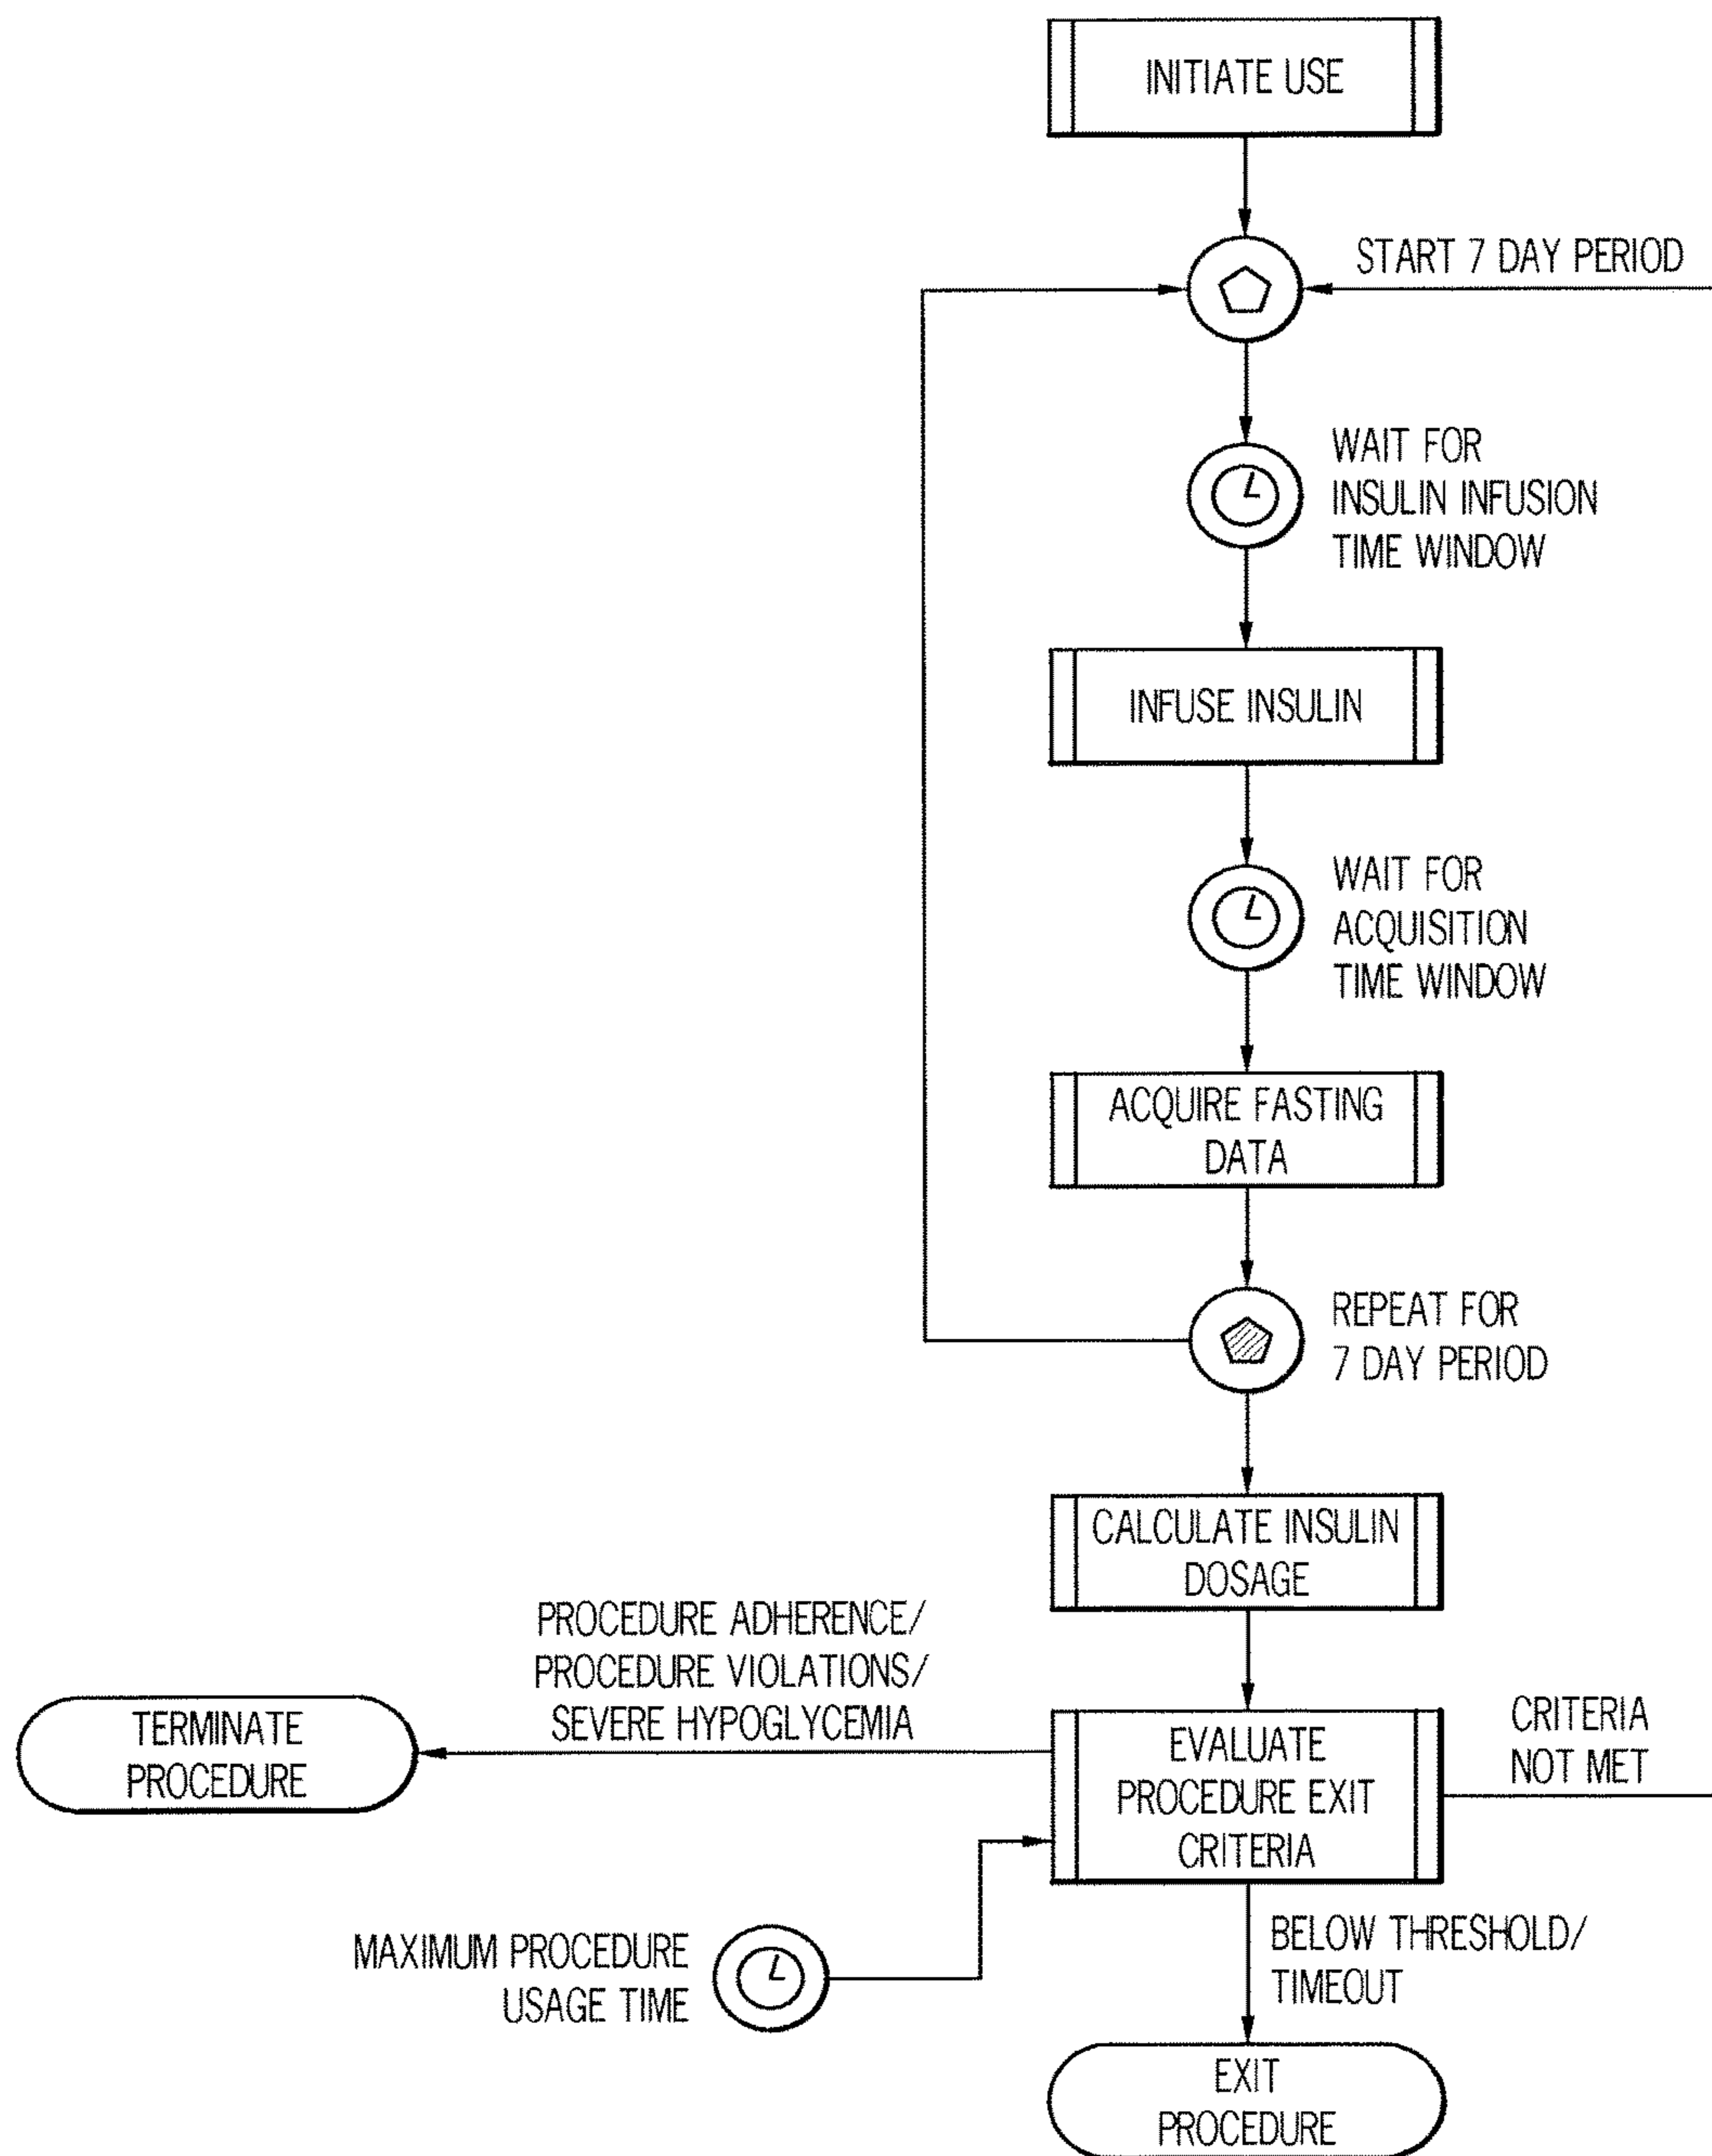 INITIATE USE
START 7 DAY PERIOD
WAIT FOR
INSULIN INFUSION
TIME WINDOW
INFUSE INSULIN
WAIT FOR
ACQUISITION
TIME WINDOW
ACQUIRE FASTING
DATA
REPEAT FOR
7 DAY PERIOD
CALCULATE INSULIN
DOSAGE
PROCEDURE ADHERENCE/
PROCEDURE VIOLATIONS/
SEVERE HYPOGLYCEMIA
TERMINATE
PROCEDURE
EVALUATE
PROCEDURE EXIT
CRITERIA
CRITERIA
NOT MET
MAXIMUM PROCEDURE
USAGE TIME
BELOW THRESHOLD/
TIMEOUT
EXIT
PROCEDURE